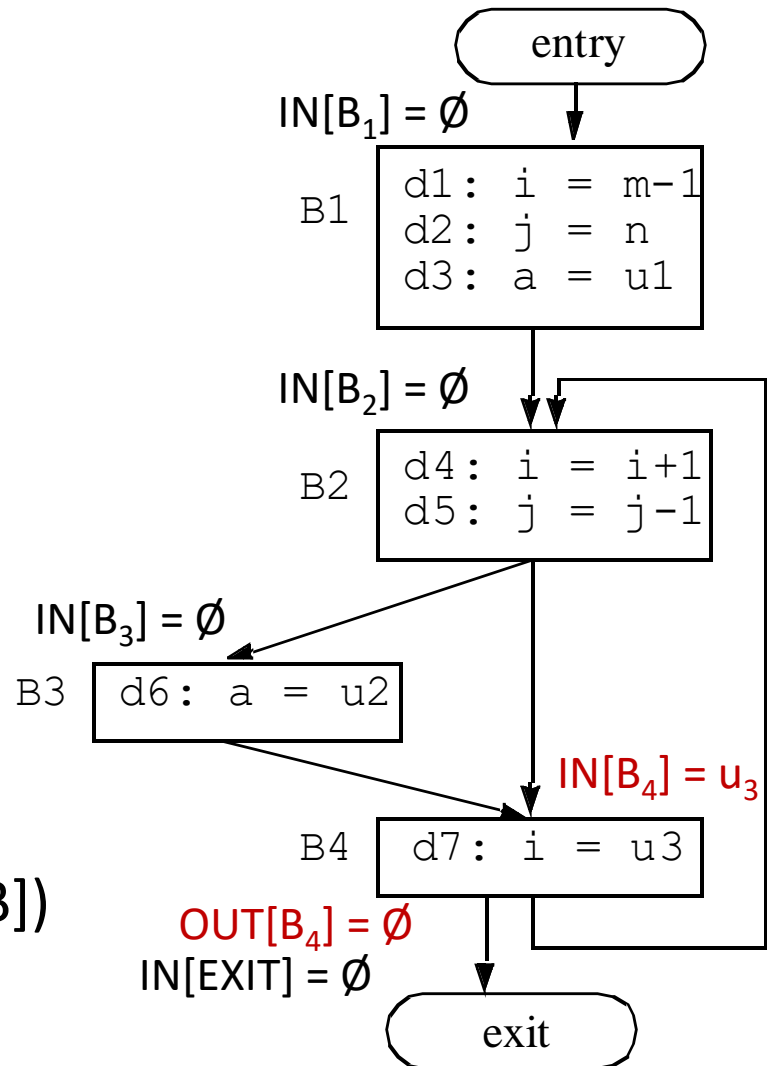 entry
IN[B₁] = Ø
B1
d1: i = m-1
d2: j = n
d3: a = u1
IN[B₂] = Ø
B2
d4: i = i+1
d5: j = j-1
IN[B₃] = Ø
B3
d6: a = u2
IN[B₄] = u₃
B4
d7: i = u3
B])
OUT[B₄] = Ø
IN[EXIT] = Ø
exit